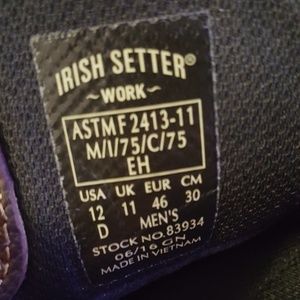 IRISH SETTER®
~WORK~
ASTM F 2413-11
M/I/75/C/75
EH
USA UK EUR CM
12 11 46 30
D MEN'S
STOCK NO. 83934
06/16 GN
MADE IN VIETNAM